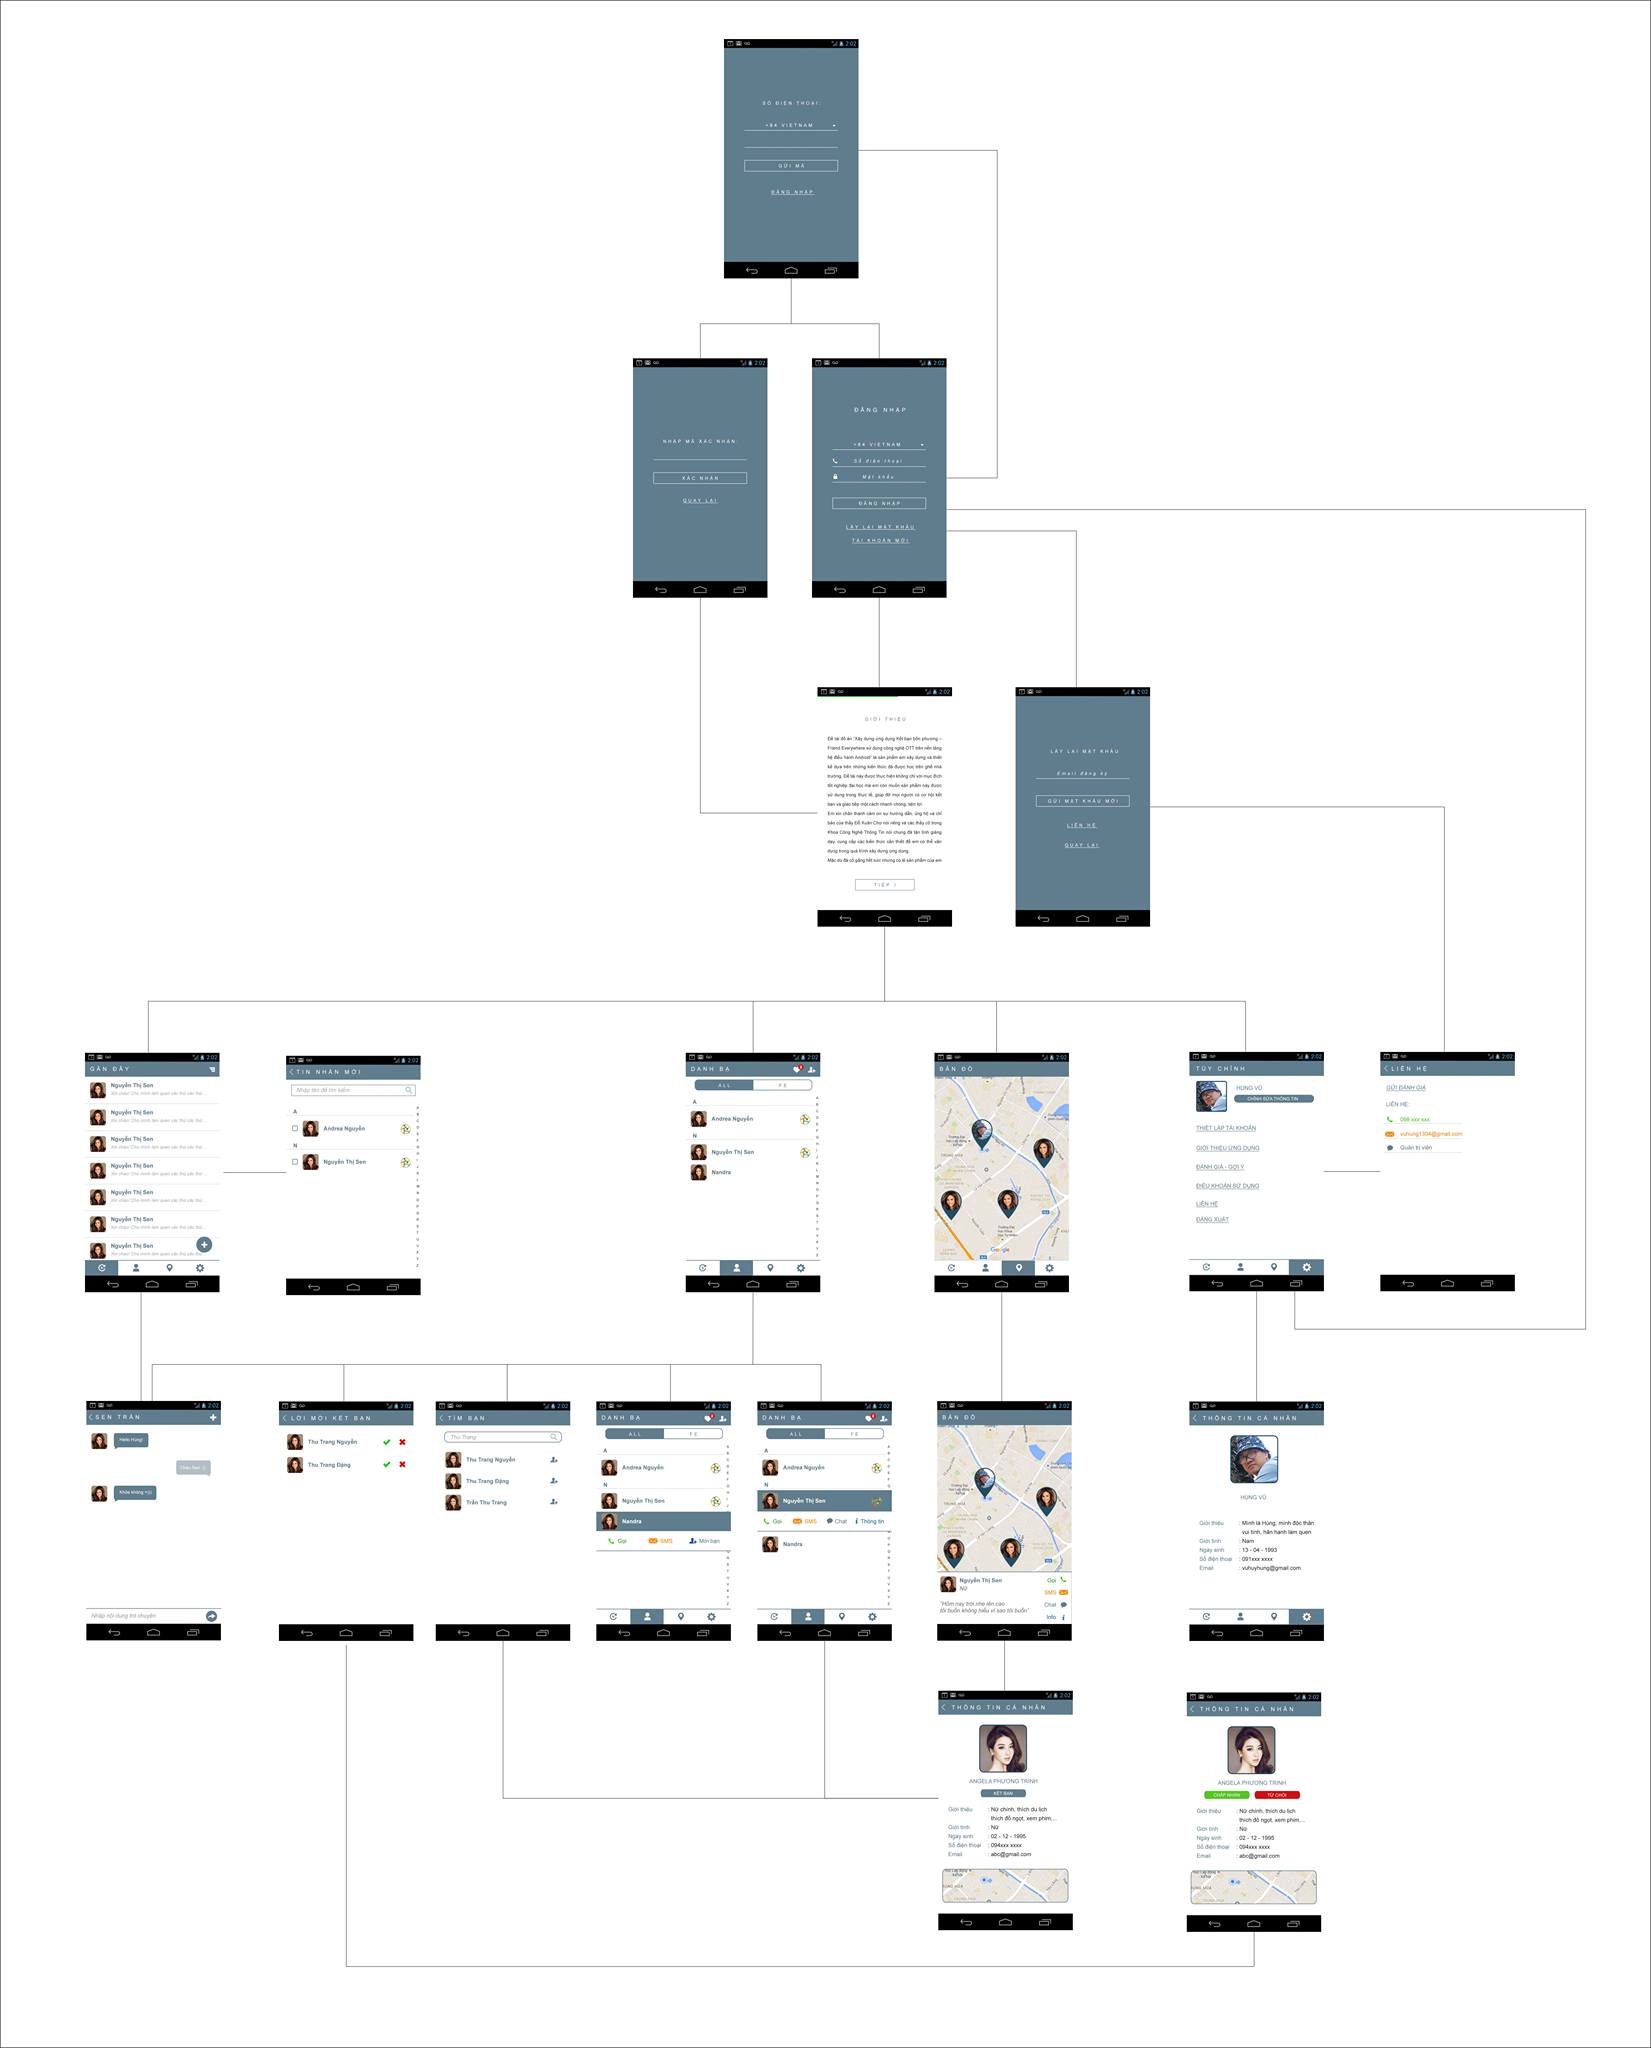 2:02
SỐ ĐIỆN THOẠI:
+84 VIETNAM
GỬI MÃ
ĐĂNG NHẬP
2:02
NHẬP MÃ XÁC NHẬN:
XÁC NHẬN
QUAY LẠI
2:02
ĐĂNG NHẬP
+84 VIETNAM
Số điện thoại
Mật khẩu
ĐĂNG NHẬP
LẤY LẠI MẬT KHẨU
TÀI KHOẢN MỚI
2:02
GIỚI THIỆU
Đề tài đồ án "Xây dựng ứng dụng Kết bạn bốn phương –
Friend Everywhere sử dụng công nghệ OTT trên nền tảng
hệ điều hành Android" là sản phẩm em xây dựng và thiết
kế dựa trên những kiến thức đã được học trên ghế nhà
trường. Đề tài này được thực hiện không chỉ với mục đích
tốt nghiệp đại học mà em còn muốn sản phẩm này được
sử dụng trong thực tế, giúp đỡ mọi người có cơ hội kết
bạn và giao tiếp một cách nhanh chóng, tiện lợi.
Em xin chân thành cảm ơn sự hướng dẫn, ủng hộ và chỉ
bảo của thầy Đỗ Xuân Chợ nói riêng và các thầy cô trong
Khoa Công Nghệ Thông Tin nói chung đã tận tình giảng
dạy, cung cấp các kiến thức cần thiết để em có thể vận
dụng trong quá trình xây dựng ứng dụng.
Mặc dù đã cố gắng hết sức nhưng có lẽ sản phẩm của em
TIẾP >
2:02
LẤY LẠI MẬT KHẨU
Email đăng ký
GỬI MẬT KHẨU MỚI
LIÊN HỆ
QUAY LẠI
2:02
GẦN ĐÂY
Nguyễn Thị Sen
Xin chào! Cho mình làm quen các thứ các thứ ...
Nguyễn Thị Sen
Xin chào! Cho mình làm quen các thứ các thứ ...
Nguyễn Thị Sen
Xin chào! Cho mình làm quen các thứ các thứ ...
Nguyễn Thị Sen
Xin chào! Cho mình làm quen các thứ các thứ ...
Nguyễn Thị Sen
Xin chào! Cho mình làm quen các thứ các thứ ...
Nguyễn Thị Sen
Xin chào! Cho mình làm quen các thứ các thứ ...
Nguyễn Thị Sen
Xin chào! Cho mình làm quen các thứ các thứ
2:02
TIN NHẮN MỚI
Nhập tên để tìm kiếm
A
Andrea Nguyễn
N
Nguyễn Thị Sen
2:02
DANH BẠ
ALL FE
A
Andrea Nguyễn
N
Nguyễn Thị Sen
Nandra
2:02
BẢN ĐỒ
TRUNG HOÀ
Google
2:02
TÙY CHỈNH
HÙNG VŨ
CHỈNH SỬA THÔNG TIN
THIẾT LẬP TÀI KHOẢN
GIỚI THIỆU ỨNG DỤNG
ĐÁNH GIÁ - GỢI Ý
ĐIỀU KHOẢN SỬ DỤNG
LIÊN HỆ
ĐĂNG XUẤT
2:02
LIÊN HỆ
GỬI ĐÁNH GIÁ
LIÊN HỆ:
098 xxx xxx
vuhung1304@gmail.com
Quản trị viên
2:02
SEN TRẦN
Hello Hùng!
Chào Sen :)
Khỏe không =)))
Nhập nội dung trò chuyện
2:02
LỜI MỜI KẾT BẠN
Thu Trang Nguyễn
Thu Trang Đặng
2:02
TÌM BẠN
Thu Trang
Thu Trang Nguyễn
Thu Trang Đặng
Trần Thu Trang
2:02
DANH BẠ
ALL FE
A
Andrea Nguyễn
N
Nguyễn Thị Sen
Nandra
Gọi SMS Mời bạn
2:02
DANH BẠ
ALL FE
A
Andrea Nguyễn
N
Nguyễn Thị Sen
Gọi SMS Chat Thông tin
Nandra
2:02
BẢN ĐỒ
TRUNG HOÀ
Nguyễn Thị Sen
Nữ
"Hôm nay trời nhẹ lên cao
tôi buồn không hiểu vì sao tôi buồn"
Gọi
SMS
Chat
Info
2:02
THÔNG TIN CÁ NHÂN
HÙNG VŨ
Giới thiệu : Mình là Hùng, mình độc thân
vui tính, hân hạnh làm quen
Giới tính : Nam
Ngày sinh : 13 - 04 - 1993
Số điện thoại : 091xxx xxxx
Email : vuhuyhung@gmail.com
2:02
THÔNG TIN CÁ NHÂN
ANGELA PHƯƠNG TRINH
KẾT BẠN
Giới thiệu : Nữ chính, thích du lịch
thích đồ ngọt, xem phim,...
Giới tính : Nữ
Ngày sinh : 02 - 12 - 1995
Số điện thoại : 094xxx xxxx
Email : abc@gmail.com
2:02
THÔNG TIN CÁ NHÂN
ANGELA PHƯƠNG TRINH
CHẤP NHẬN TỪ CHỐI
Giới thiệu : Nữ chính, thích du lịch
thích đồ ngọt, xem phim,...
Giới tính : Nữ
Ngày sinh : 02 - 12 - 1995
Số điện thoại : 094xxx xxxx
Email : abc@gmail.com